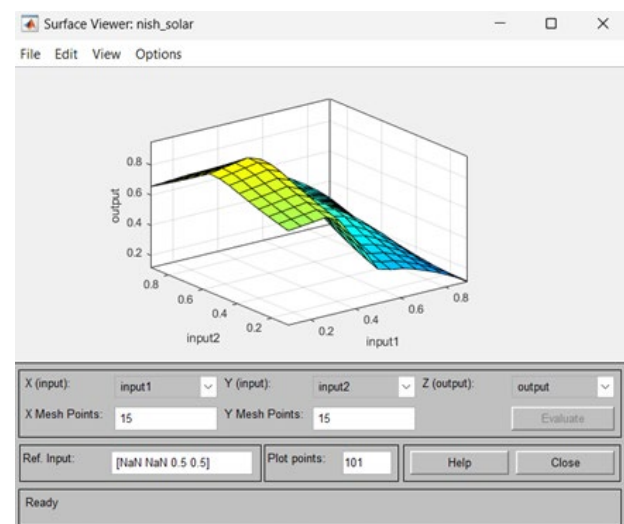 Surface Viewer: nish_solar
File Edit View Options
0.8
0.6
0.4
0.2
output
0.8
0.6
0.4
0.2
input2
0.2
0.4
0.6
0.8
input1
X (input): input1 Y (input): input2 Z (output): output
X Mesh Points: 15 Y Mesh Points: 15 Evaluate
Ref. Input: [NaN NaN 0.5 0.5] Plot points: 101 Help Close
Ready